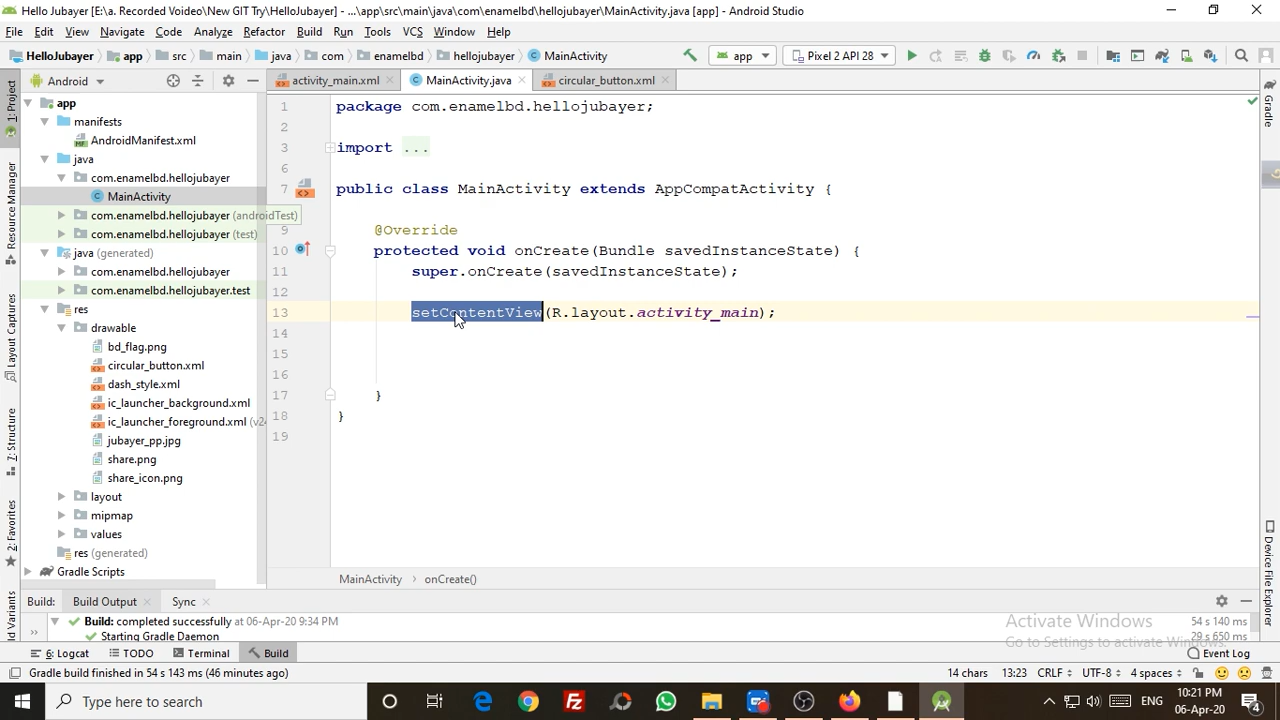 Hello Jubayer [E:\a. Recorded Voideo\New GIT Try\HelloJubayer] - ...\app\src\main\java\com\enamelbd\hellojubayer\MainActivity.java [app] - Android Studio
File Edit View Navigate Code Analyze Refactor Build Run Tools VCS Window Help
HelloJubayer app src main java com enamelbd hellojubayer MainActivity app Pixel 2 API 28
Android activity_main.xml MainActivity.java circular_button.xml
1: Project
Resource Manager
Layout Captures
7: Structure
2: Favorites
ld Variants
app
manifests
AndroidManifest.xml
java
com.enamelbd.hellojubayer
MainActivity
com.enamelbd.hellojubayer (androidTest)
com.enamelbd.hellojubayer (test)
java (generated)
com.enamelbd.hellojubayer
com.enamelbd.hellojubayer.test
res
drawable
bd_flag.png
circular_button.xml
dash_style.xml
ic_launcher_background.xml
ic_launcher_foreground.xml (v24
jubayer_pp.jpg
share.png
share_icon.png
layout
mipmap
values
res (generated)
Gradle Scripts
1 package com.enamelbd.hellojubayer;
2
3 import ...
6
7 public class MainActivity extends AppCompatActivity {
9 @Override
10 protected void onCreate(Bundle savedInstanceState) {
11 super.onCreate(savedInstanceState);
12
13 setContentView(R.layout.activity_main);
14
15
16
17 }
18 }
19
MainActivity › onCreate()
Gradle
Device File Explorer
Build: Build Output Sync
Build: completed successfully at 06-Apr-20 9:34 PM 54 s 140 ms
Starting Gradle Daemon 29 s 650 ms
Activate Windows
Go to Settings to activate Windows.
6: Logcat TODO Terminal Build Event Log
Gradle build finished in 54 s 143 ms (46 minutes ago) 14 chars 13:23 CRLF UTF-8 4 spaces
Type here to search ENG 10:21 PM
06-Apr-20 4